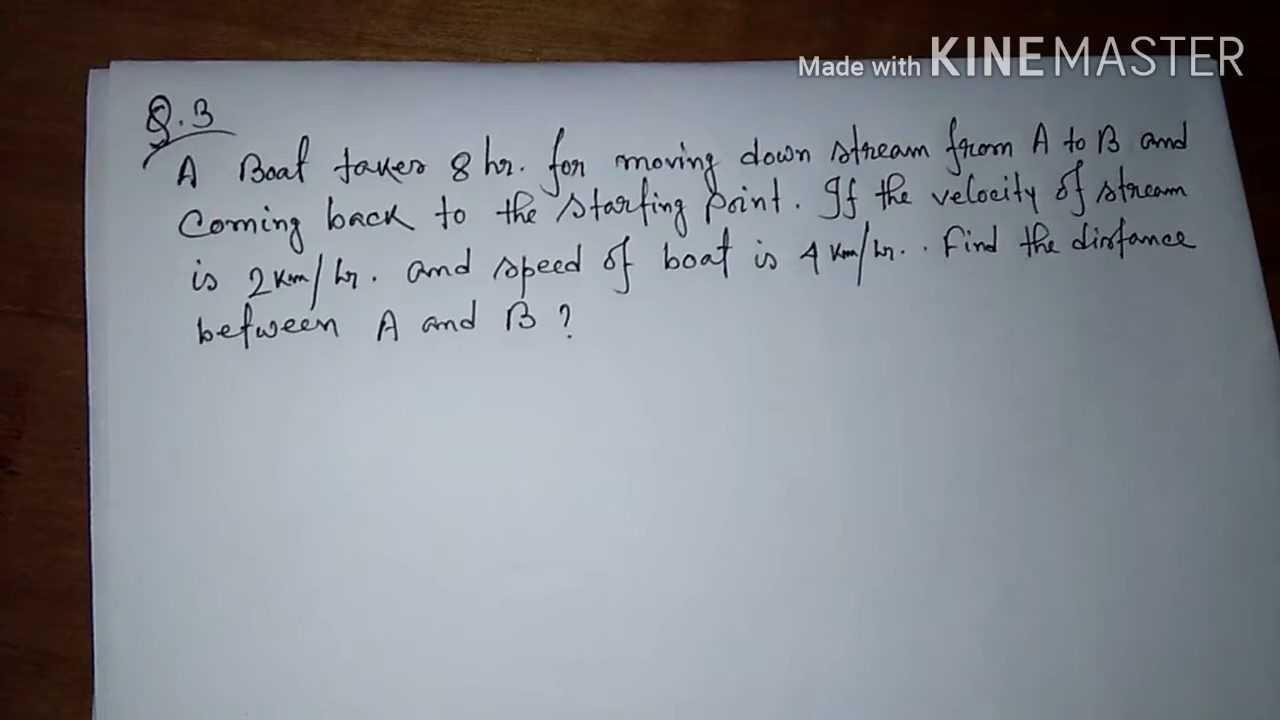 Made with KINEMASTER
Q.3
A Boat takes 8 hr. for moving down stream from A to B and
Coming back to the starting point. If the velocity of stream
is 2 km/hr. and speed of boat is 4 km/hr.. Find the distance
between A and B ?